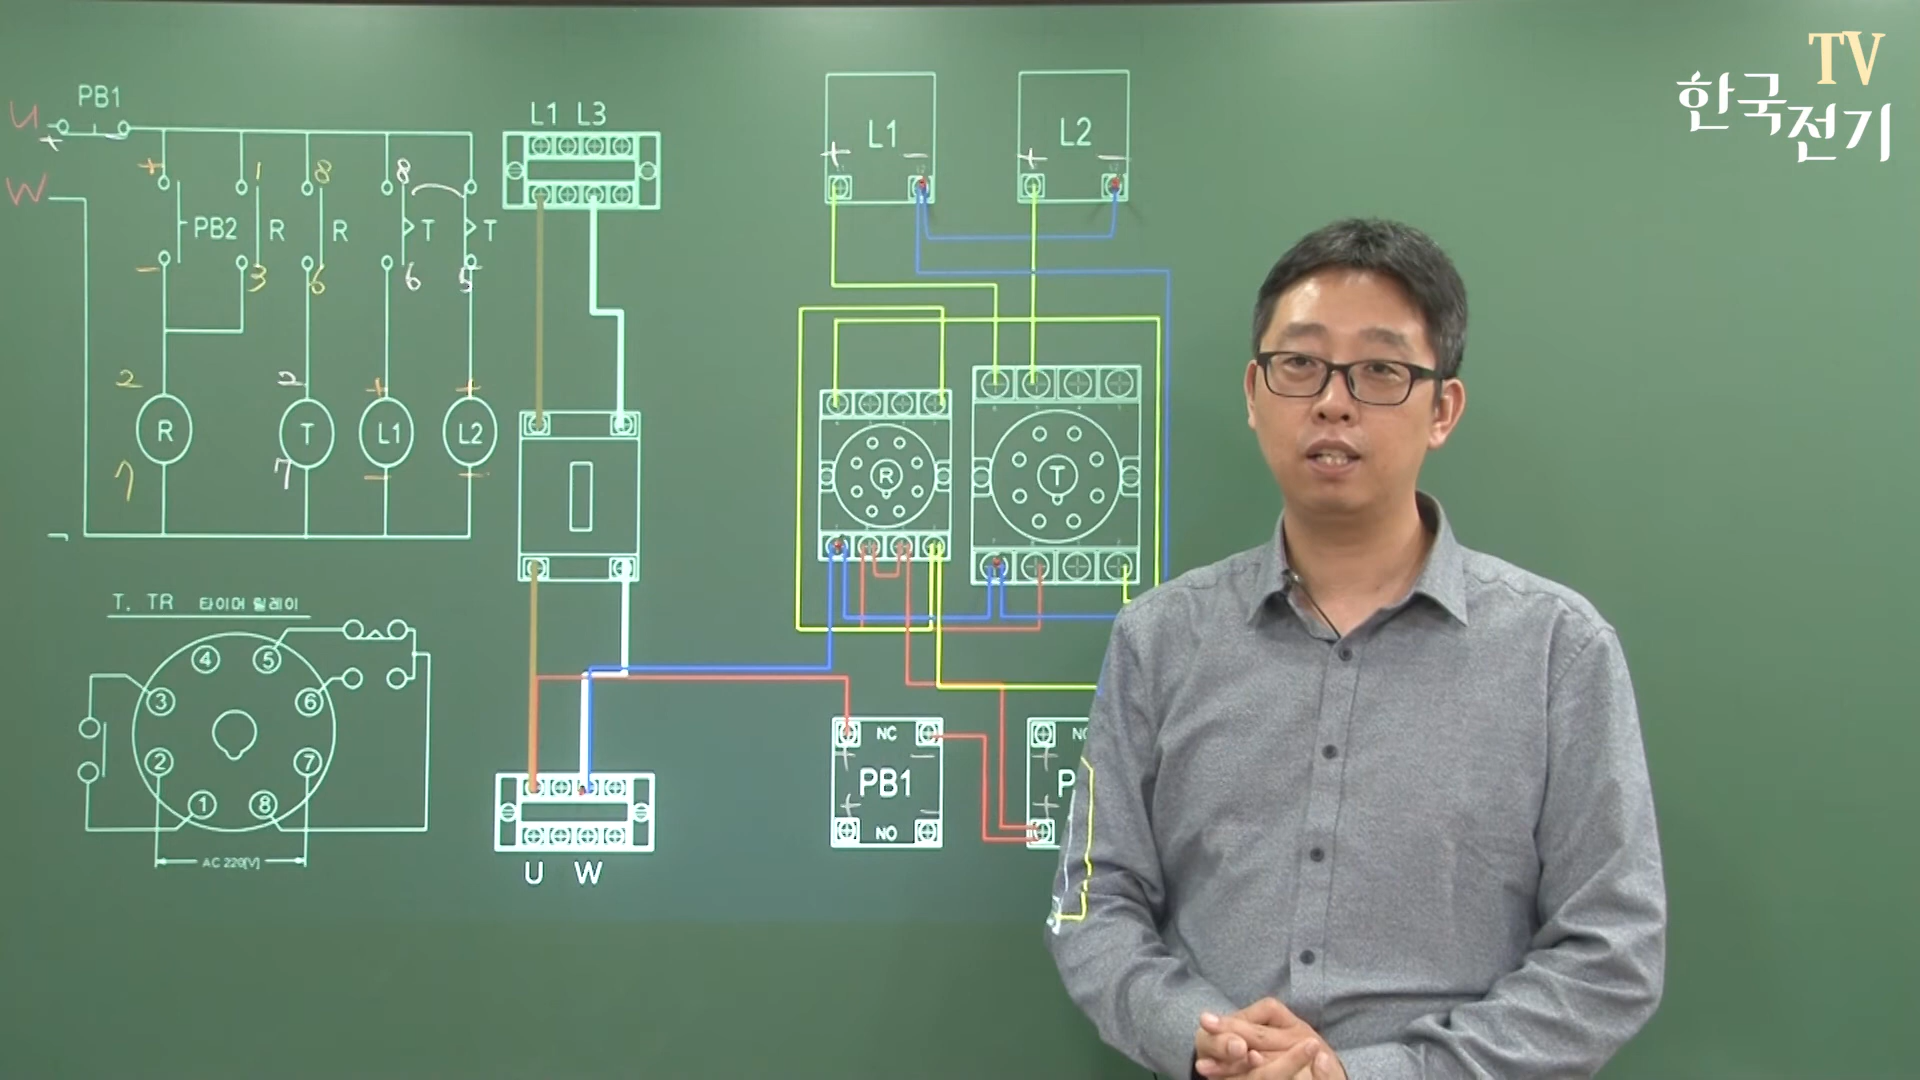 TV
한국전기
PB1
U
+
W
+ 1 8 8
PB2 R R T T
- 3 6 6 5
2 2 + +
R T L1 L2
7 7 - -
T. TR 타이머 릴레이
4 5
3 6
2 7
1 8
AC 220[V]
L1 L3
U W
L1
+ -
L2
+ -
R
T
NC
+ -
PB1
+ -
NO
+
+